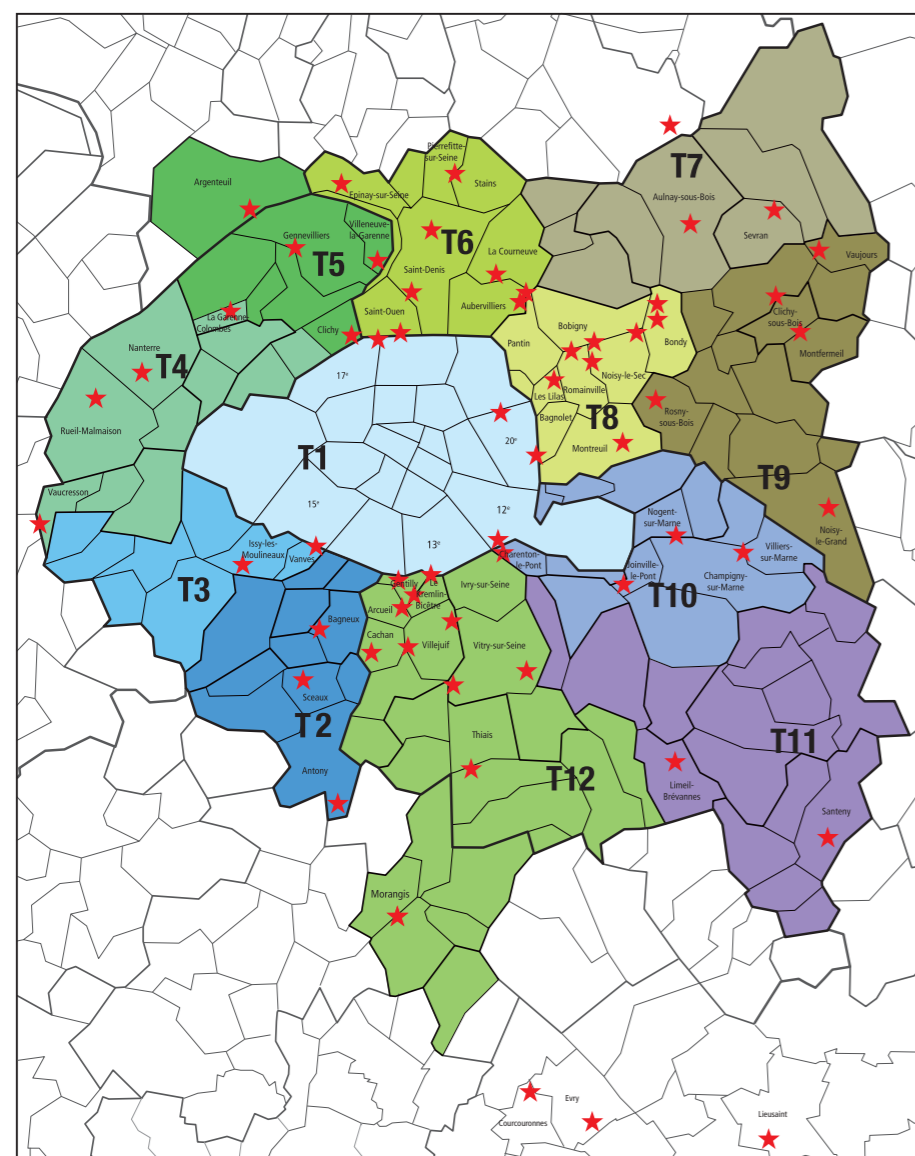 Pierrefitte-
sur-Seine
Stains
Epinay-sur-Seine
Argenteuil
T7
Aulnay-sous-Bois
Sevran
Vaujours
Gennevilliers
Villeneuve-
la-Garenne
T5
T6
La Courneuve
Saint-Denis
Saint-Ouen
Aubervilliers
La Garenne-
Colombes
Clichy
Clichy-
sous-Bois
Montfermeil
Pantin
Bobigny
Bondy
Nanterre
T4
Rueil-Malmaison
17e
Noisy-le-Sec
Les Lilas
Romainville
Bagnolet
T8
Rosny-
sous-Bois
Montreuil
20e
T1
T9
Vaucresson
15e
12e
13e
Noisy-
le-Grand
Nogent-
sur-Marne
Villiers-
sur-Marne
Issy-les-
Moulineaux
Vanves
Charenton-
le-Pont
Joinville-
le-Pont
Champigny-
sur-Marne
T10
T3
Gentilly
Le
Kremlin-
Bicêtre
Ivry-sur-Seine
Arcueil
Bagneux
Cachan
Villejuif
Vitry-sur-Seine
Sceaux
T2
Thiais
T11
Antony
T12
Limeil-
Brévannes
Santeny
Morangis
Evry
Courcouronnes
Lieusaint